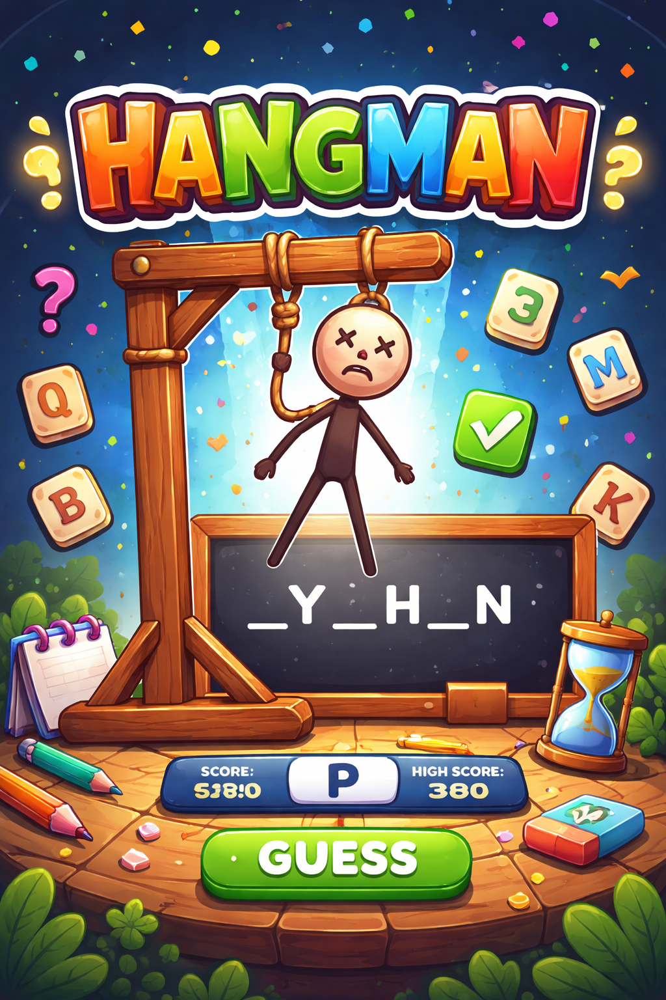 HANGMAN
?
?
?
3
M
Q
B
K
_Y_H_N
SCORE:
P
HIGH SCORE:
380
GUESS